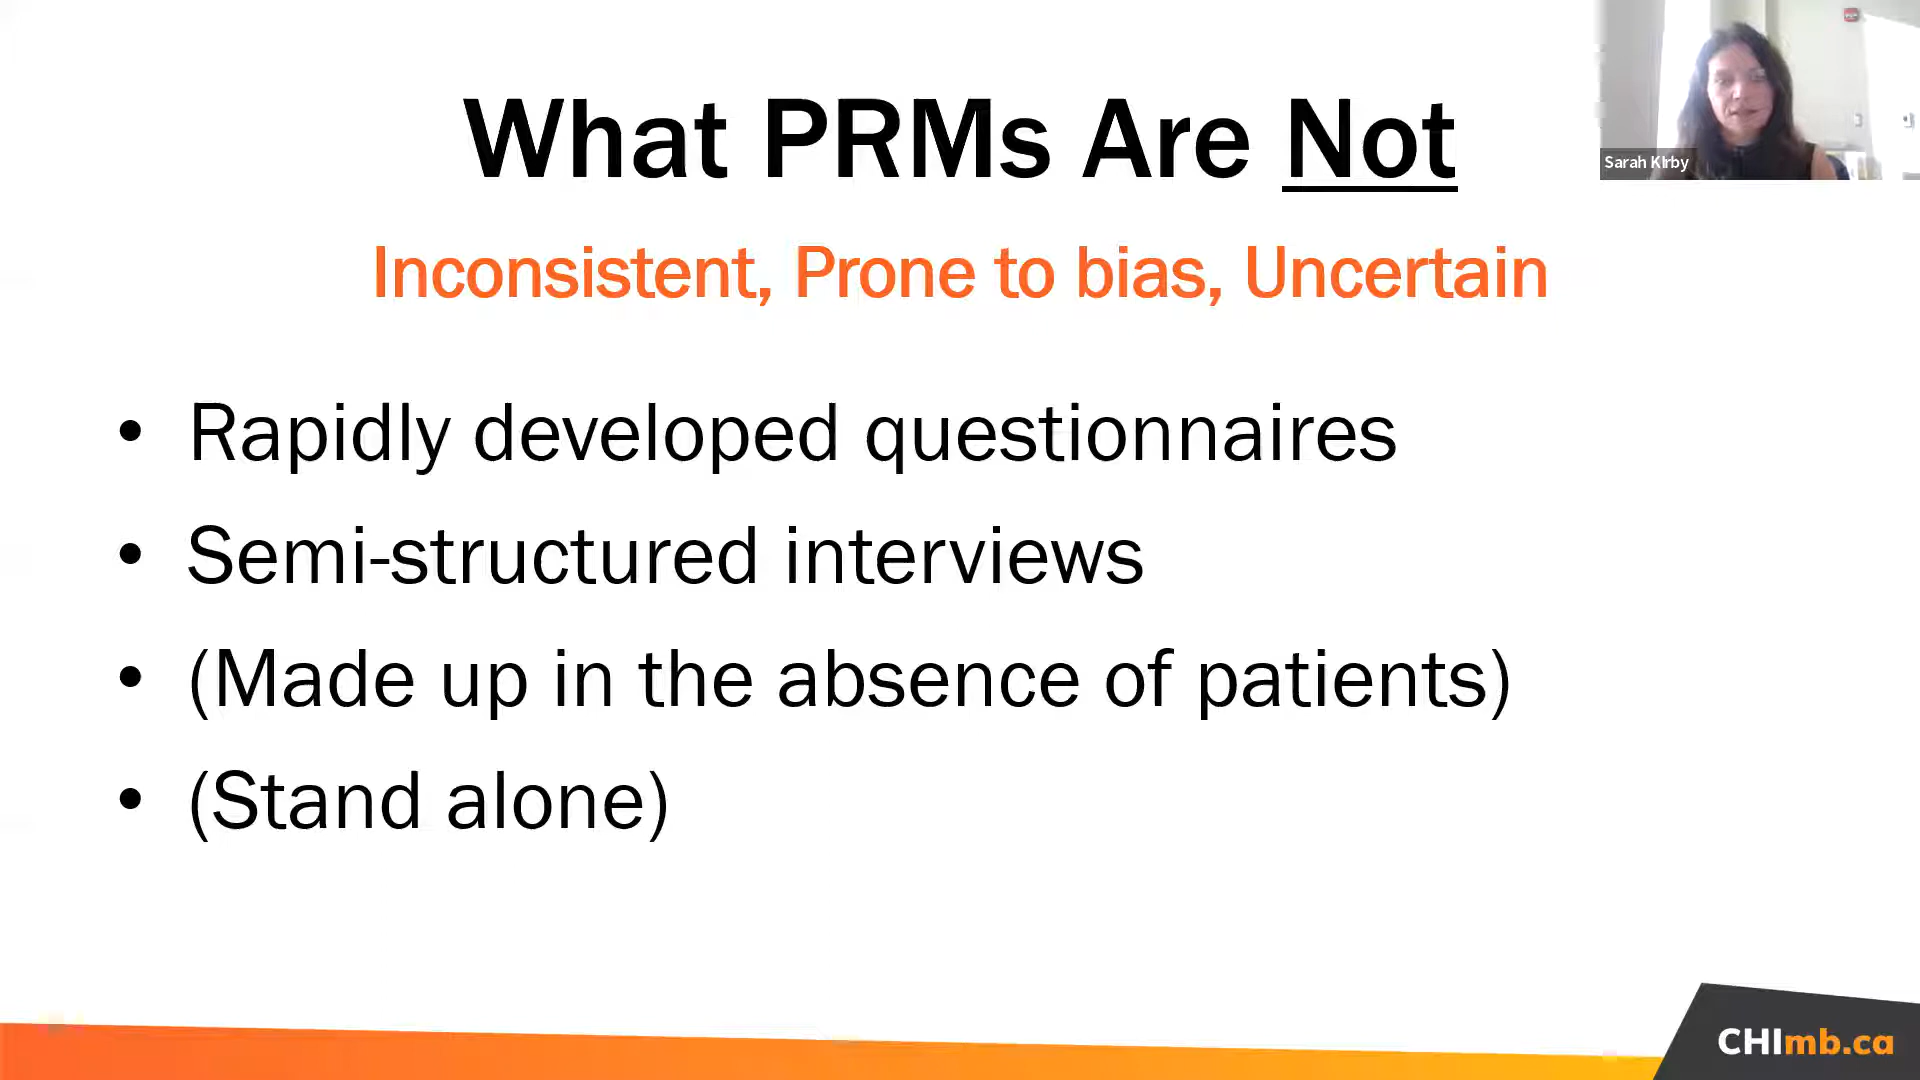 What PRMs Are Not
Sarah Kirby
Inconsistent, Prone to bias, Uncertain
• Rapidly developed questionnaires
• Semi-structured interviews
• (Made up in the absence of patients)
• (Stand alone)
CHImb.ca